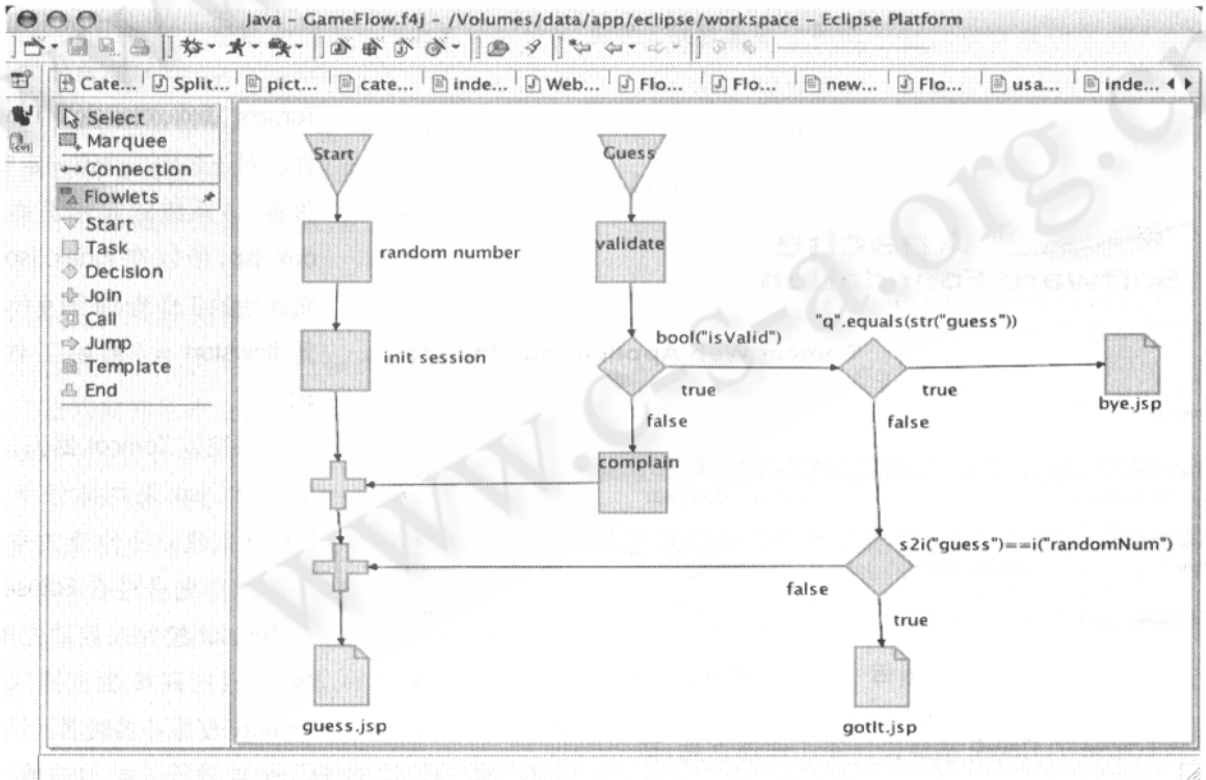 Java – GameFlow.f4j – /Volumes/data/app/eclipse/workspace – Eclipse Platform
Cate... Split... pict... cate... inde... Web... Flo... Flo... new... Flo... usa... inde...
Select
Marquee
Connection
Flowlets
Start
Task
Decision
Join
Call
Jump
Template
End
Start
Guess
random number
validate
init session
bool("isValid")
"q".equals(str("guess"))
true
true
false
false
bye.jsp
complain
s2i("guess")==i("randomNum")
false
true
guess.jsp
gotIt.jsp
www.c-s-a.org.cn